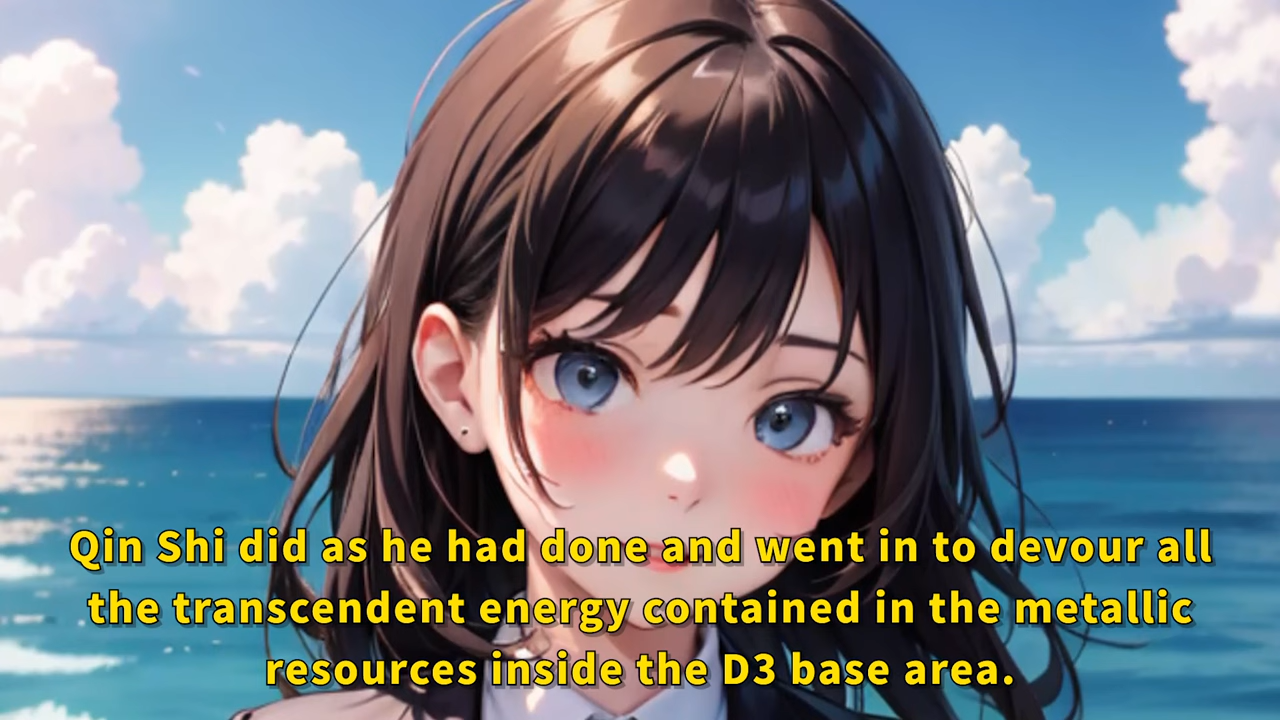 Qin Shi did as he had done and went in to devour all
the transcendent energy contained in the metallic
resources inside the D3 base area.